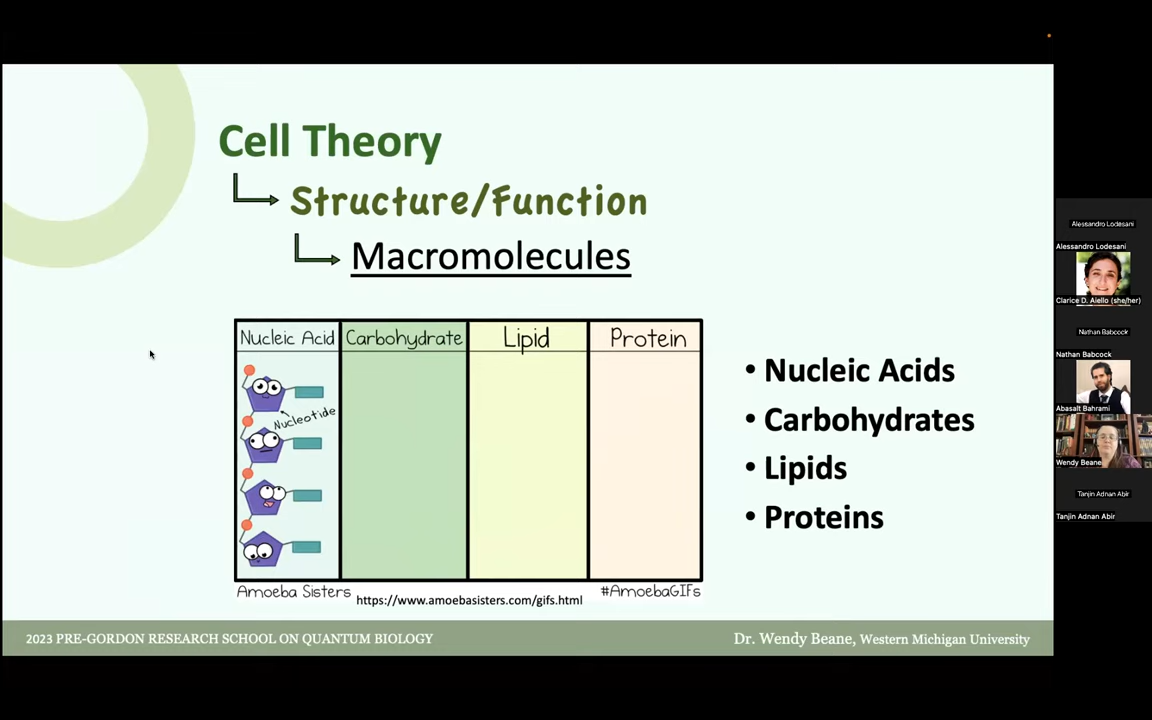 Cell Theory
Structure/Function
Macromolecules
Nucleic Acid
Carbohydrate
Lipid
Protein
Nucleotide
Amoeba Sisters
https://www.amoebasisters.com/gifs.html
#AmoebaGIFs
• Nucleic Acids
• Carbohydrates
• Lipids
• Proteins
2023 PRE-GORDON RESEARCH SCHOOL ON QUANTUM BIOLOGY
Dr. Wendy Beane, Western Michigan University
Alessandro Lodesani
Alessandro Lodesani
Clarice D. Aiello (she/her)
Nathan Babcock
Nathan Babcock
Abasalt Bahrami
Wendy Beane
Tanjin Adnan Abir
Tanjin Adnan Abir